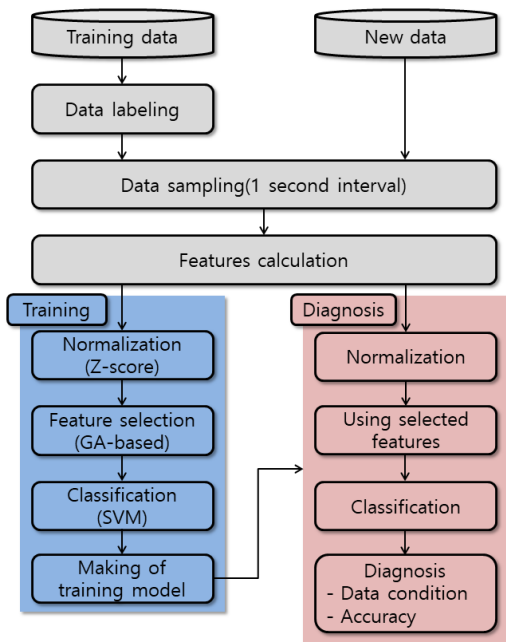 Training data
New data
Data labeling
Data sampling(1 second interval)
Features calculation
Training
Normalization
(Z-score)
Feature selection
(GA-based)
Classification
(SVM)
Making of
training model
Diagnosis
Normalization
Using selected
features
Classification
Diagnosis
- Data condition
- Accuracy